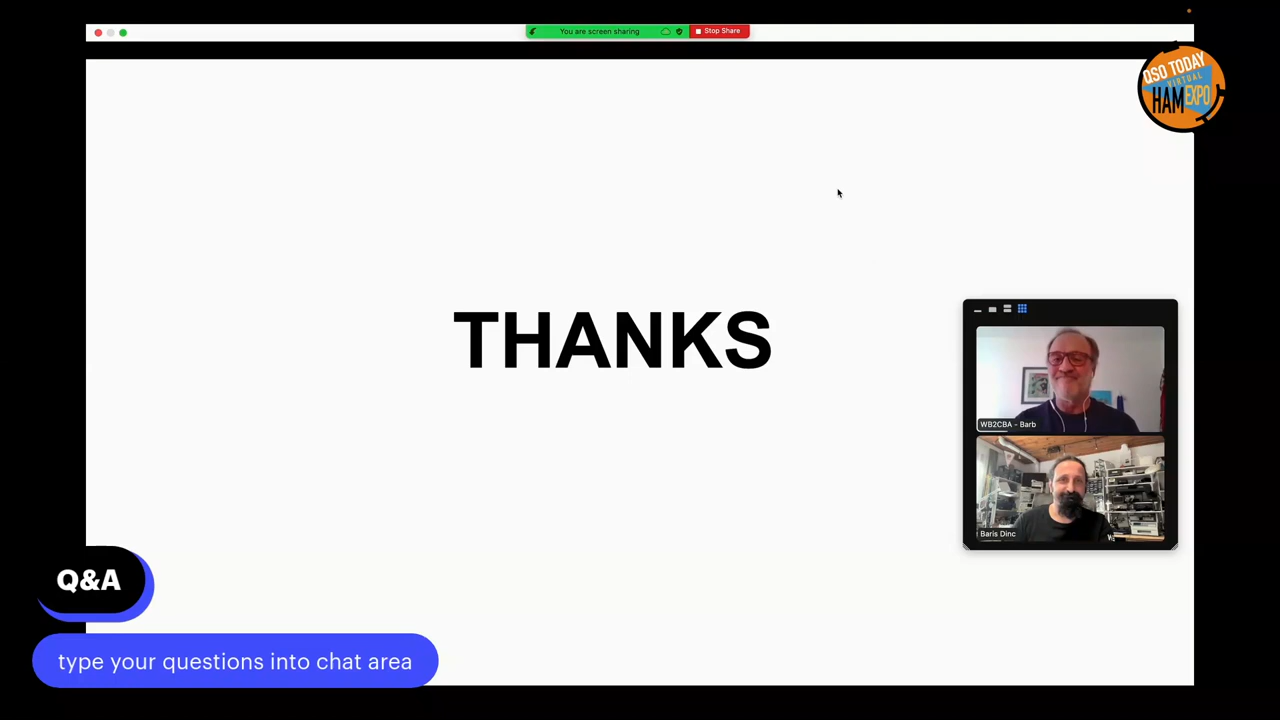 You are screen sharing
Stop Share
QSO TODAY
VIRTUAL
HAM EXPO
THANKS
WB2CBA - Barb
Baris Dinc
Q&A
type your questions into chat area